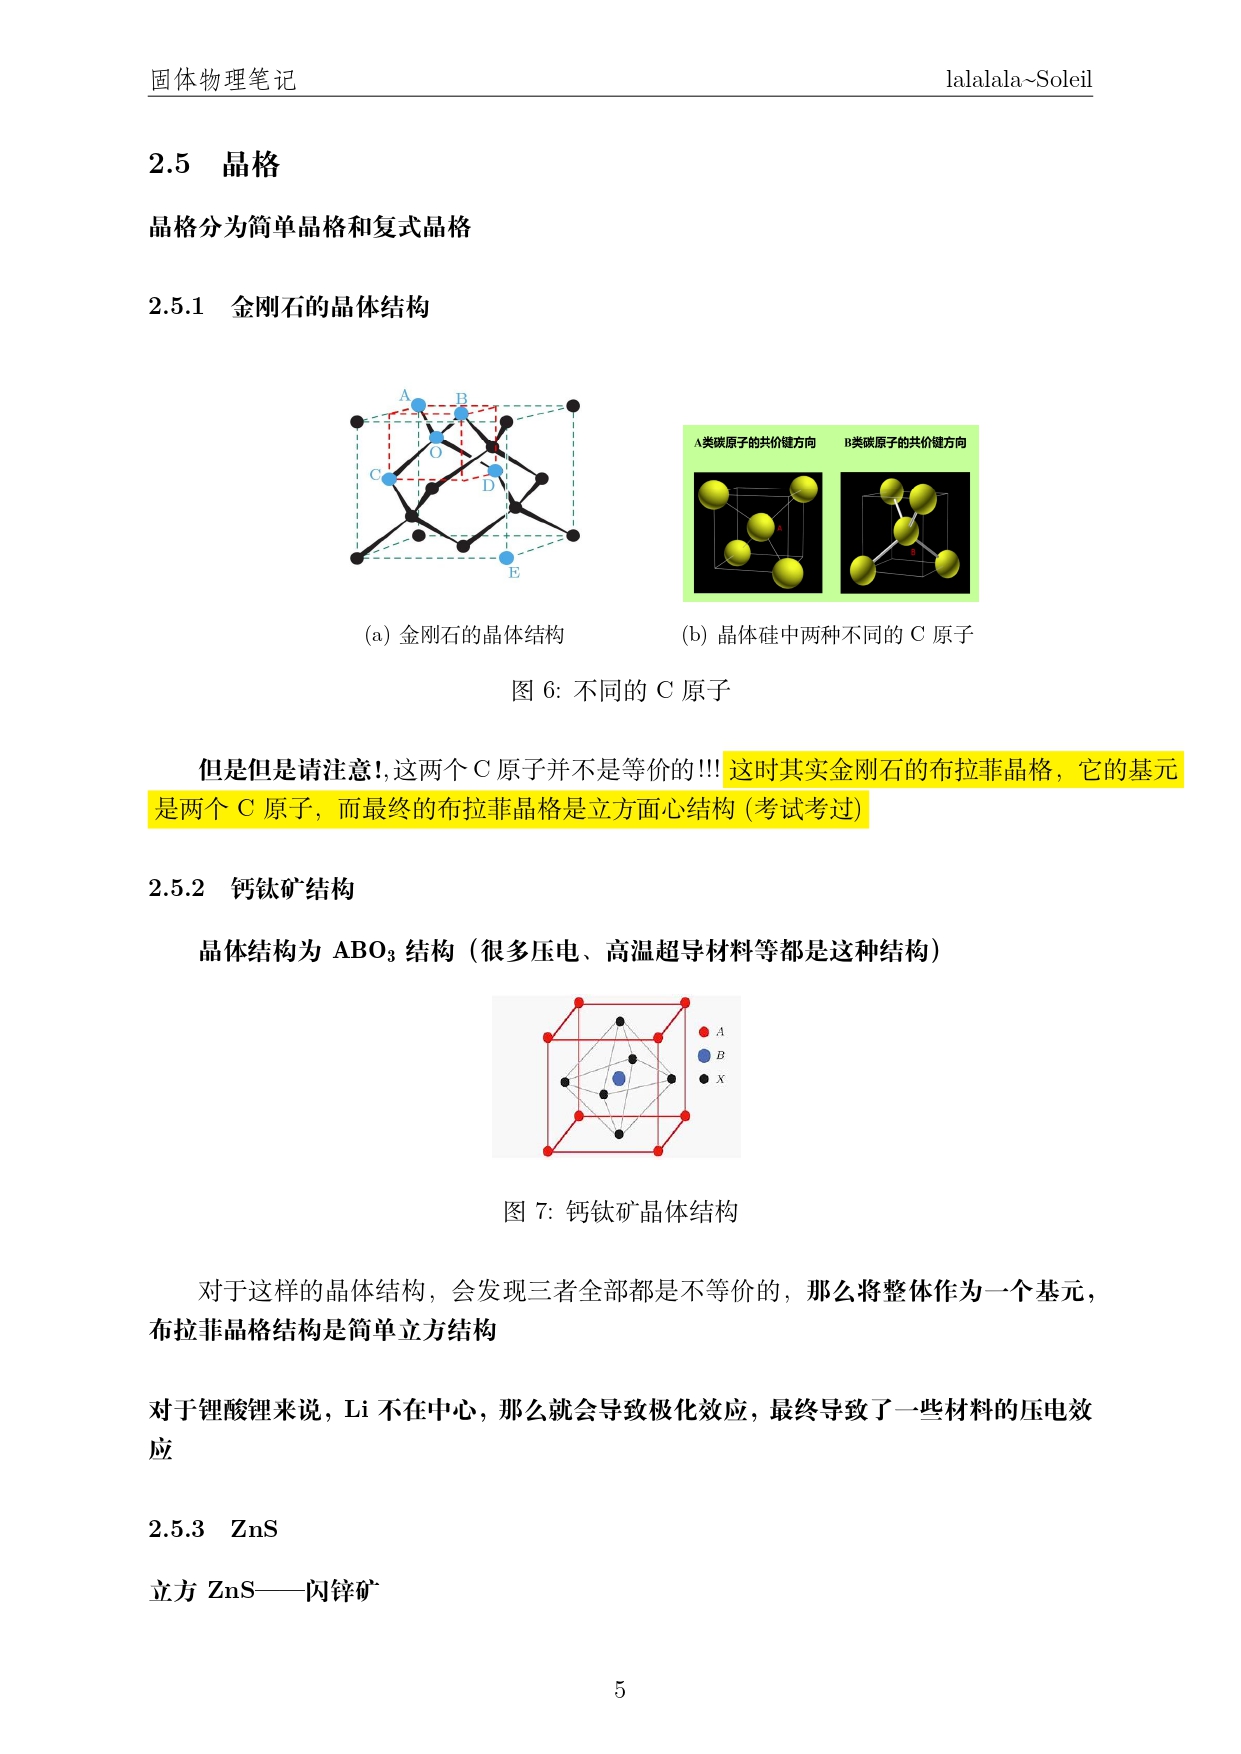 固体物理笔记 lalalala~Soleil
2.5 晶格
晶格分为简单晶格和复式晶格
2.5.1 金刚石的晶体结构
A
B
O
C
D
E
A类碳原子的共价键方向 B类碳原子的共价键方向
A
B
(a) 金刚石的晶体结构 (b) 晶体硅中两种不同的 C 原子
图 6: 不同的 C 原子
但是但是请注意!,这两个 C 原子并不是等价的!!! 这时其实金刚石的布拉菲晶格，它的基元
是两个 C 原子，而最终的布拉菲晶格是立方面心结构 (考试考过)
2.5.2 钙钛矿结构
晶体结构为 ABO₃ 结构（很多压电、高温超导材料等都是这种结构）
A
B
X
图 7: 钙钛矿晶体结构
对于这样的晶体结构，会发现三者全部都是不等价的，那么将整体作为一个基元，
布拉菲晶格结构是简单立方结构
对于锂酸锂来说，Li 不在中心，那么就会导致极化效应，最终导致了一些材料的压电效
应
2.5.3 ZnS
立方 ZnS——闪锌矿
5